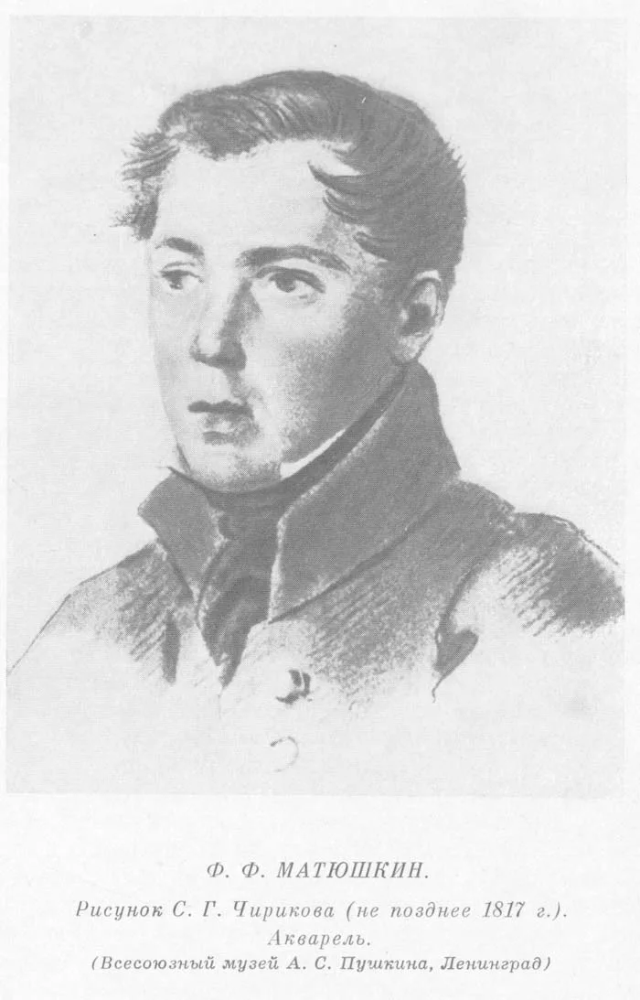 Ф. Ф. МАТЮШКИН.
Рисунок С. Г. Чирикова (не позднее 1817 г.).
Акварель.
(Всесоюзный музей А. С. Пушкина, Ленинград)